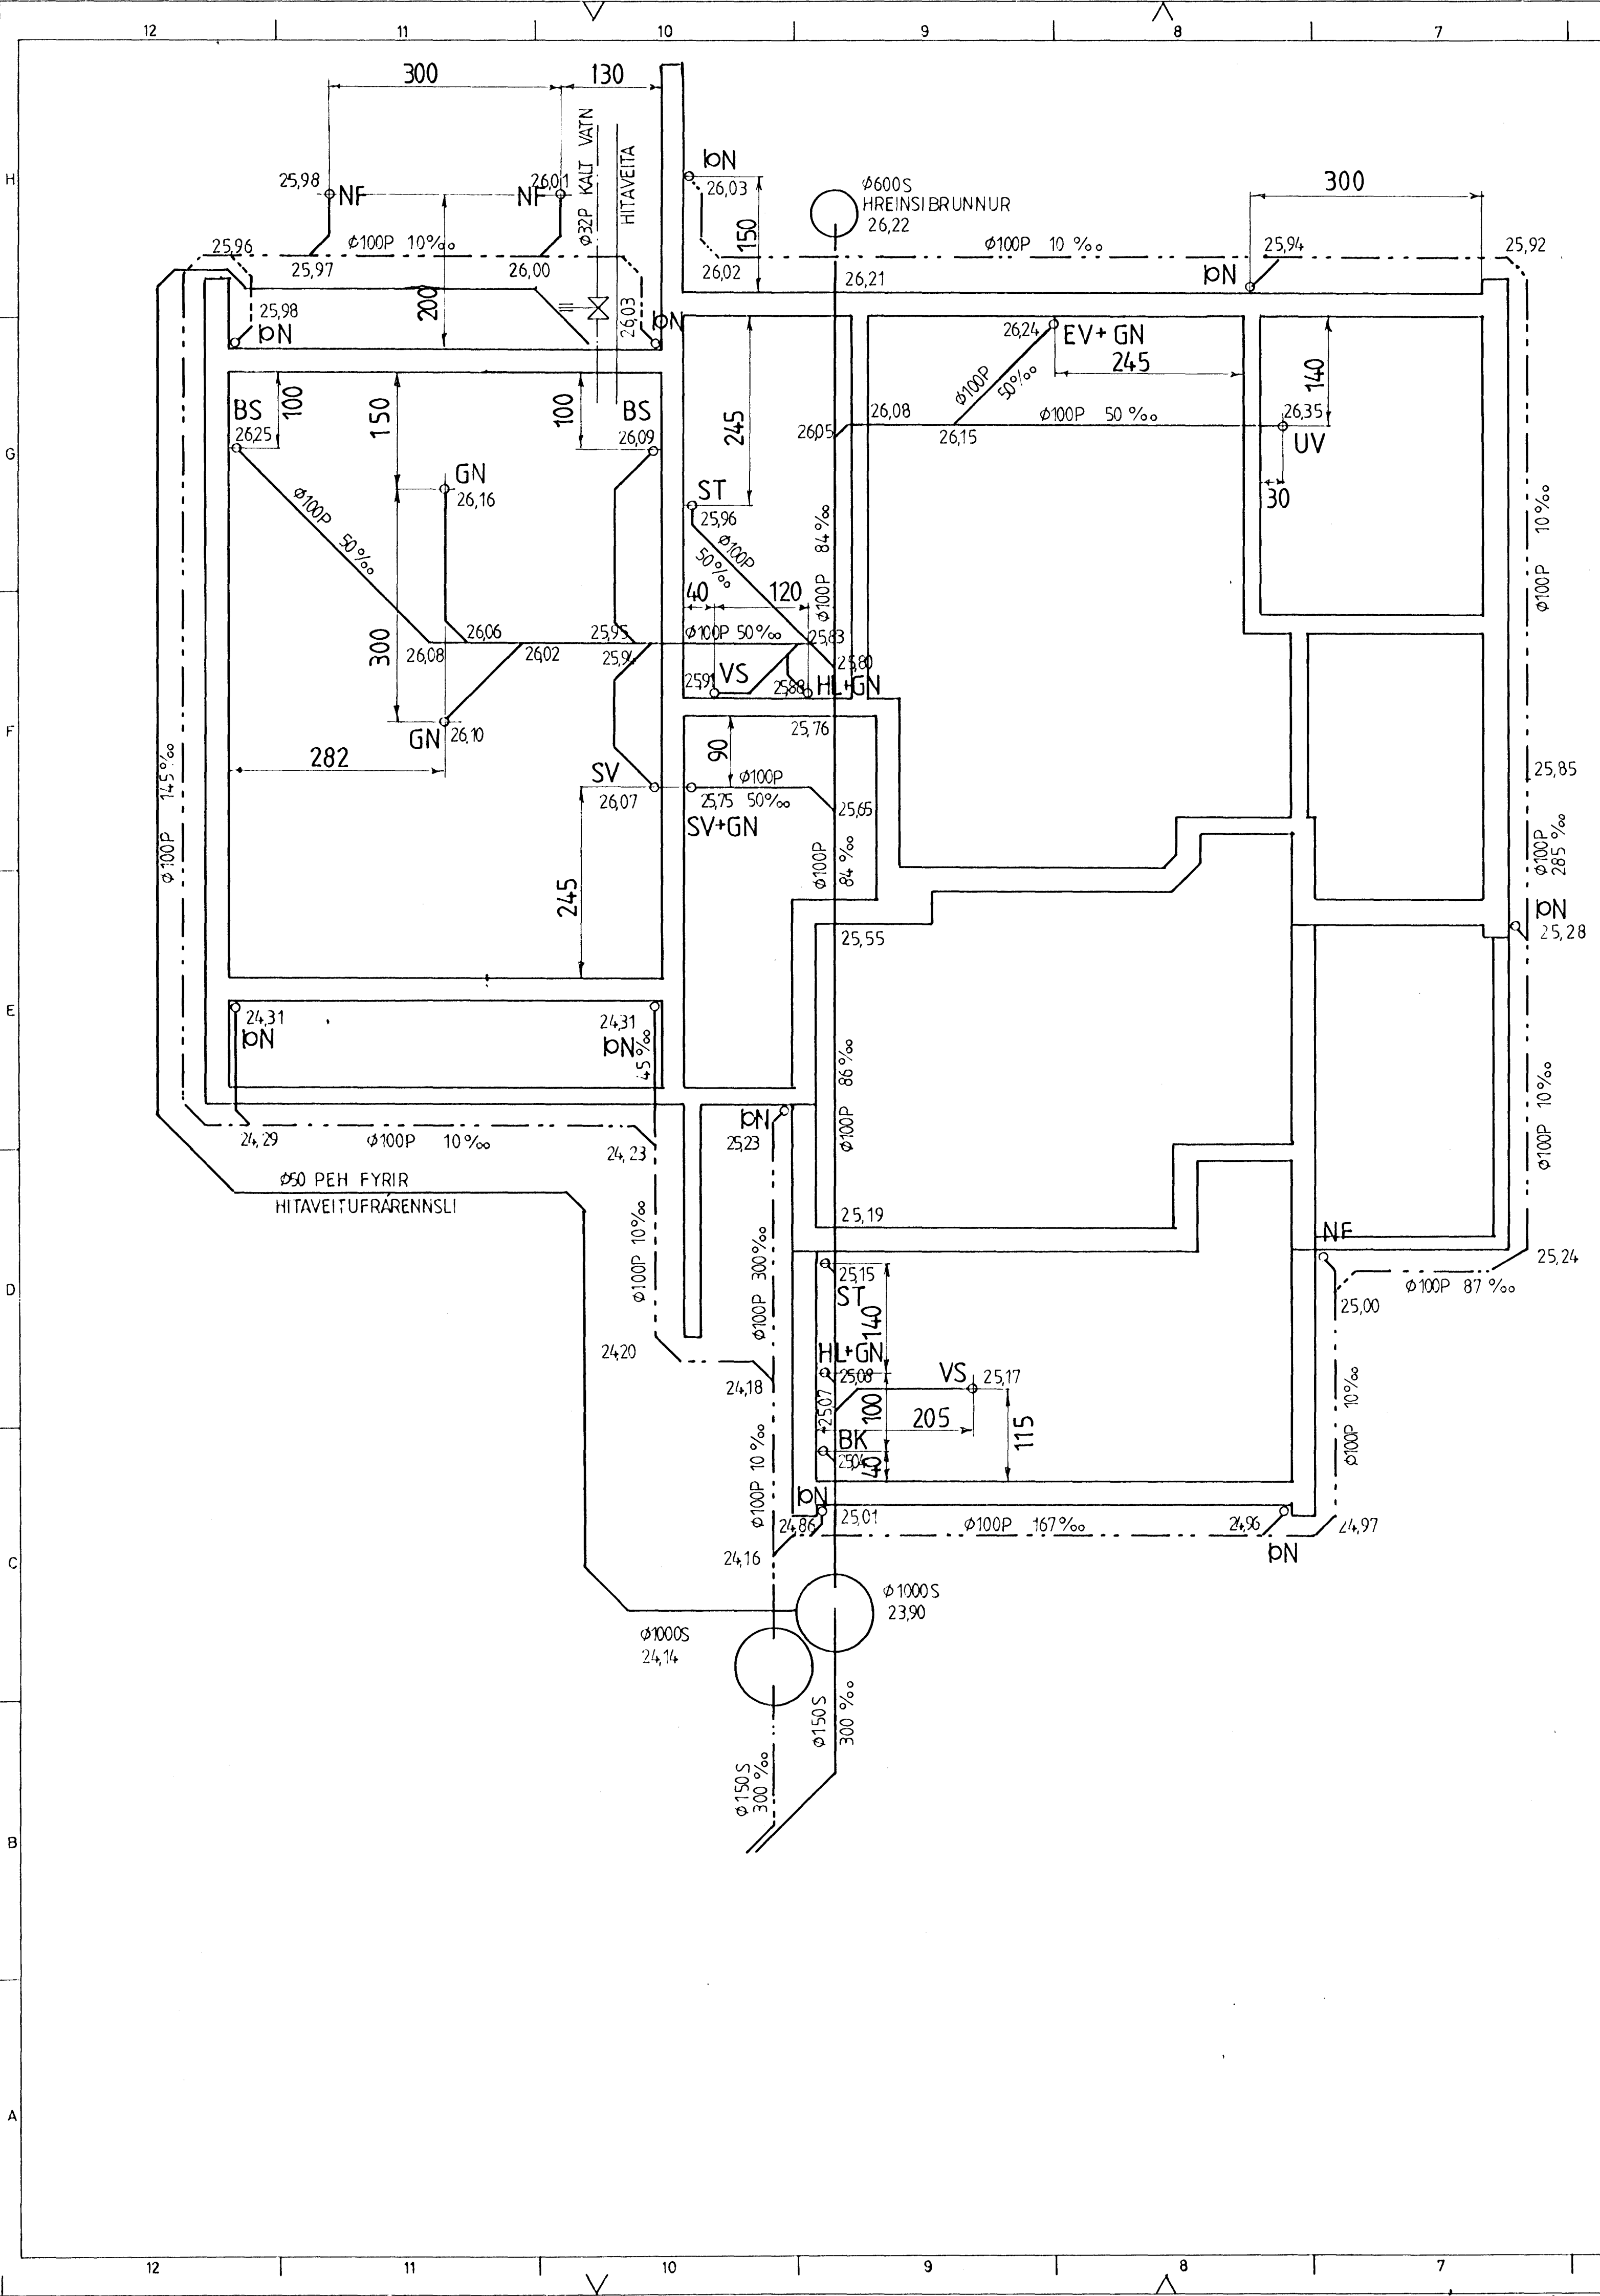 12 11 10 9 8 7
300 130
Ø32P KALT VATN
HITAVEITA
H
25,98 NF
26,01
NF
ÞN
26,03
150
Ø600S
HREINSIBRUNNUR
26,22
300
25,96
Ø100P 10‰
25,97
26,00
200
26,02
26,21
Ø100P 10 ‰
25,94
25,92
ÞN
25,98
ÞN
26,03
ÞN
26,24
EV+GN
245
140
Ø100P
50‰
100
150
100
245
BS
26,25
BS
26,09
26,08
26,05
26,15
Ø100P 50 ‰
26,35
UV
30
G
GN
26,16
ST
25,96
Ø100P
50‰
Ø100P
50‰
Ø100P 84‰
Ø100P 10‰
40 120
300
26,06
26,08
26,02
25,95
25,94
Ø100P 50‰
25,83
25,80
25,91
VS
25,88
HL+GN
F
GN
26,10
282
25,76
90
SV
26,07
25,75
Ø100P
50‰
SV+GN
25,65
25,85
Ø100P 145‰
Ø100P
84‰
Ø100P
285‰
245
ÞN
25,28
25,55
E
24,31
ÞN
24,31
ÞN
45‰
Ø100P 86‰
Ø100P 10‰
24,29
Ø100P 10‰
24,23
ÞN
25,23
Ø50 PEH FYRIR
HITAVEITUFRÁRENNSLI
25,19
NF
25,24
D
Ø100P 10‰
Ø100P 300‰
25,15
ST
140
25,00
Ø100P 87‰
24,20
24,18
HL+GN
25,08
VS 25,17
25,07
100
205
115
Ø100P 10‰
BK
25,04
40
Ø100P 10‰
ÞN
24,86
25,01
Ø100P 167‰
24,96
24,97
ÞN
C
24,16
Ø1000S
23,90
Ø1000S
24,14
Ø150S
300‰
Ø150S
300‰
B
A
12 11 10 9 8 7